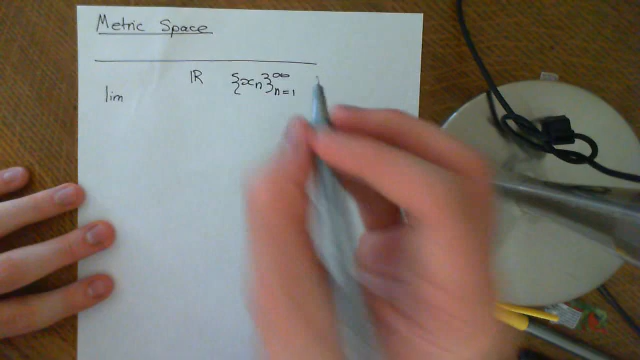 Metric Space
ℝ {xₙ}∞ₙ₌₁
lim